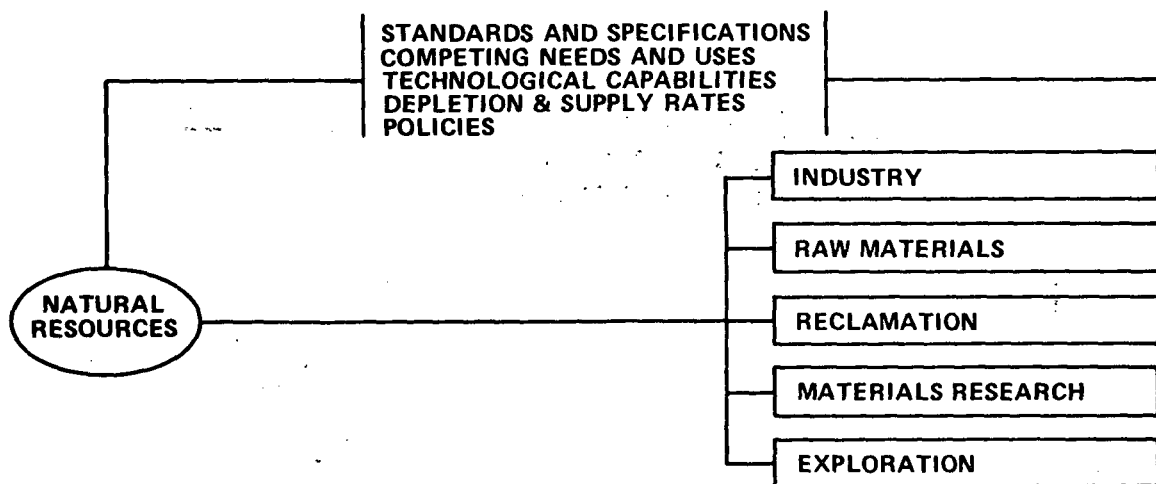 STANDARDS AND SPECIFICATIONS
COMPETING NEEDS AND USES
TECHNOLOGICAL CAPABILITIES
DEPLETION & SUPPLY RATES
POLICIES
INDUSTRY
RAW MATERIALS
NATURAL
RESOURCES
RECLAMATION
MATERIALS RESEARCH
EXPLORATION